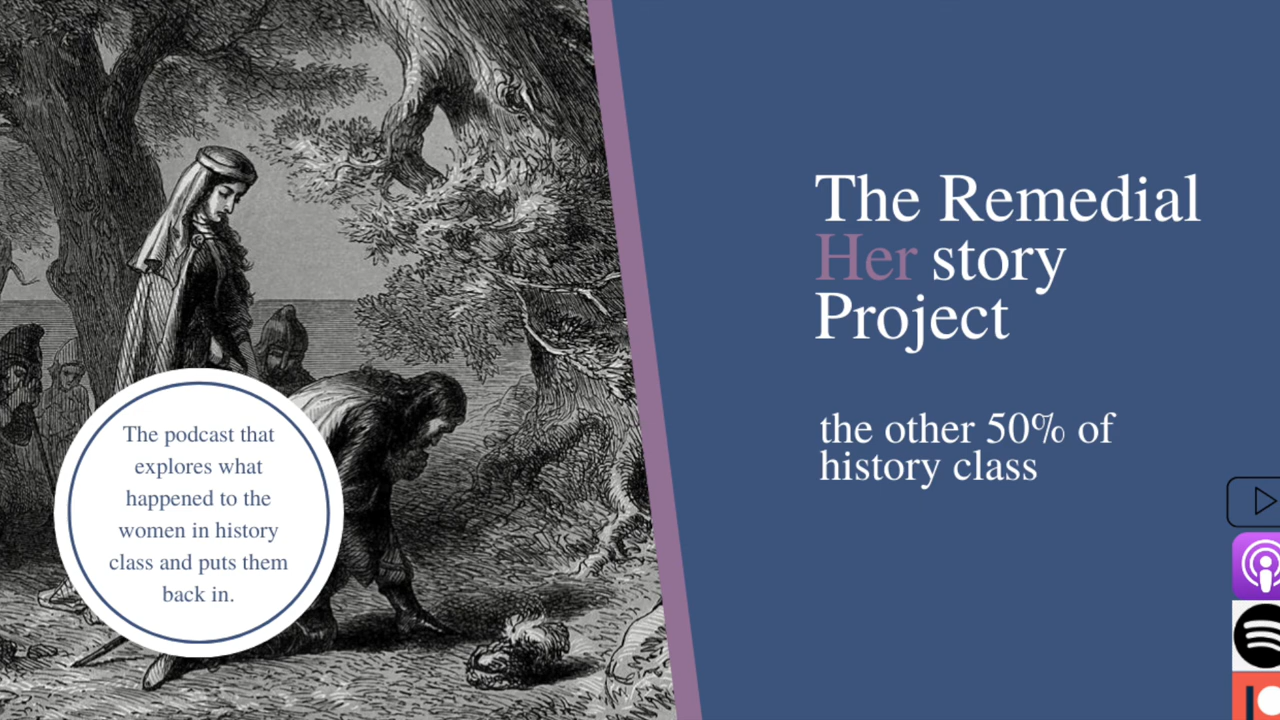 The Remedial
Her story
Project
the other 50% of
history class
The podcast that
explores what
happened to the
women in history
class and puts them
back in.